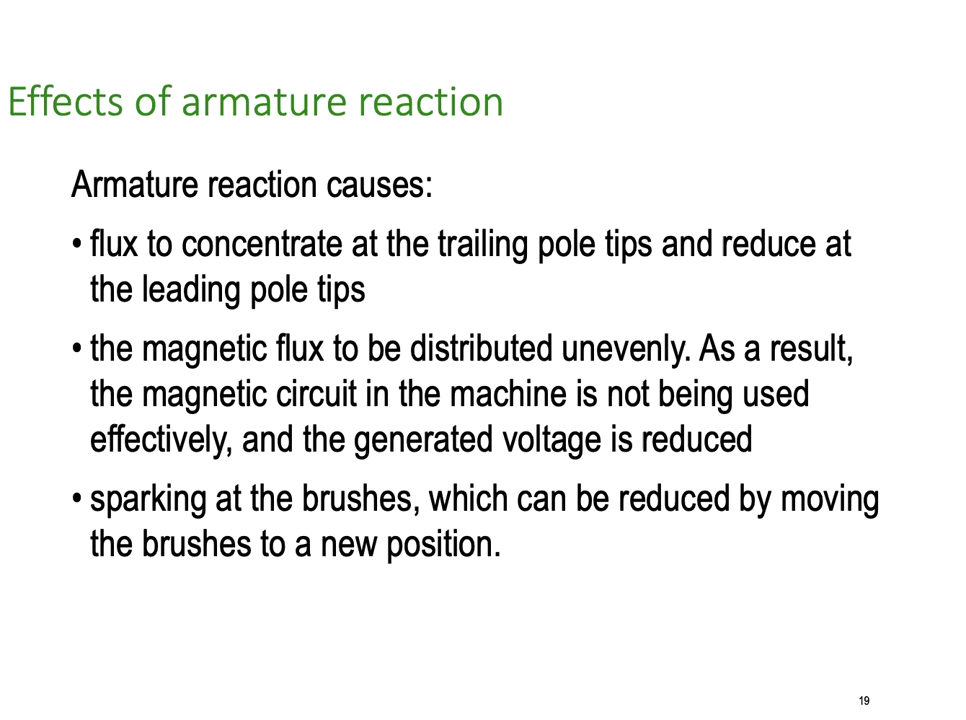 Effects of armature reaction
Armature reaction causes:
• flux to concentrate at the trailing pole tips and reduce at
the leading pole tips
• the magnetic flux to be distributed unevenly. As a result,
the magnetic circuit in the machine is not being used
effectively, and the generated voltage is reduced
• sparking at the brushes, which can be reduced by moving
the brushes to a new position.
19